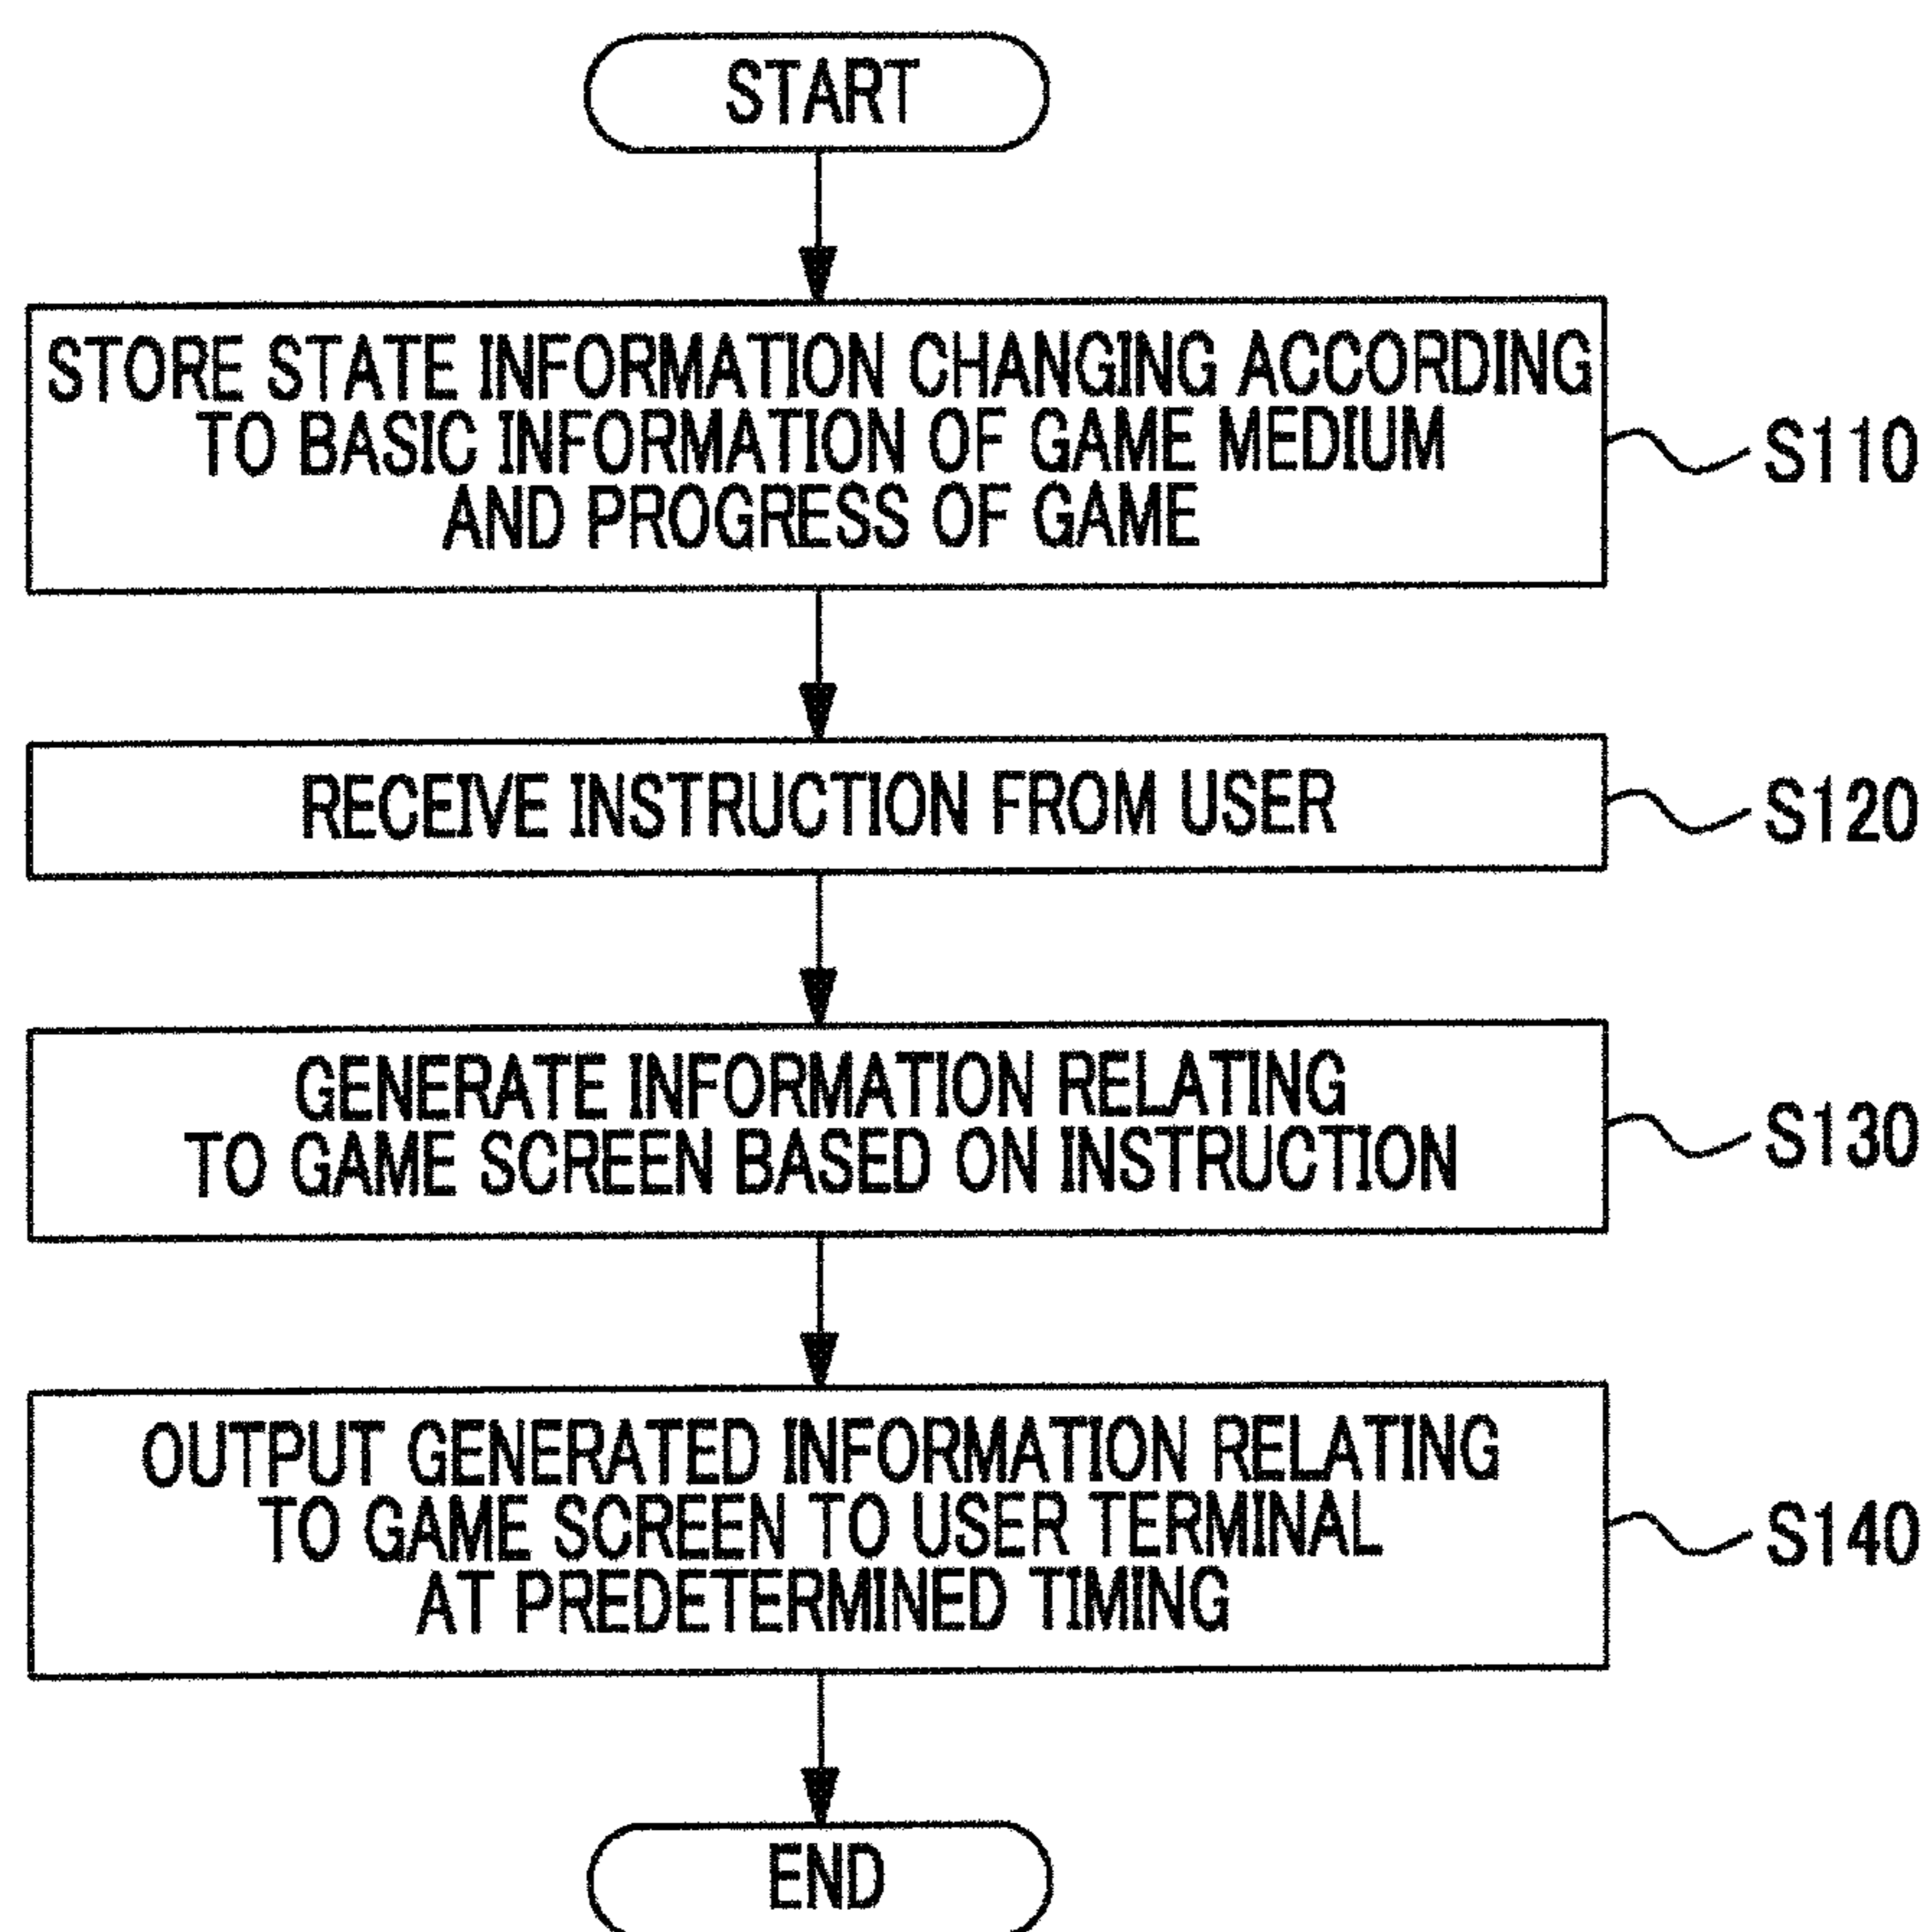 START
STORE STATE INFORMATION CHANGING ACCORDING
TO BASIC INFORMATION OF GAME MEDIUM
AND PROGRESS OF GAME
S110
RECEIVE INSTRUCTION FROM USER
S120
GENERATE INFORMATION RELATING
TO GAME SCREEN BASED ON INSTRUCTION
S130
OUTPUT GENERATED INFORMATION RELATING
TO GAME SCREEN TO USER TERMINAL
AT PREDETERMINED TIMING
S140
END